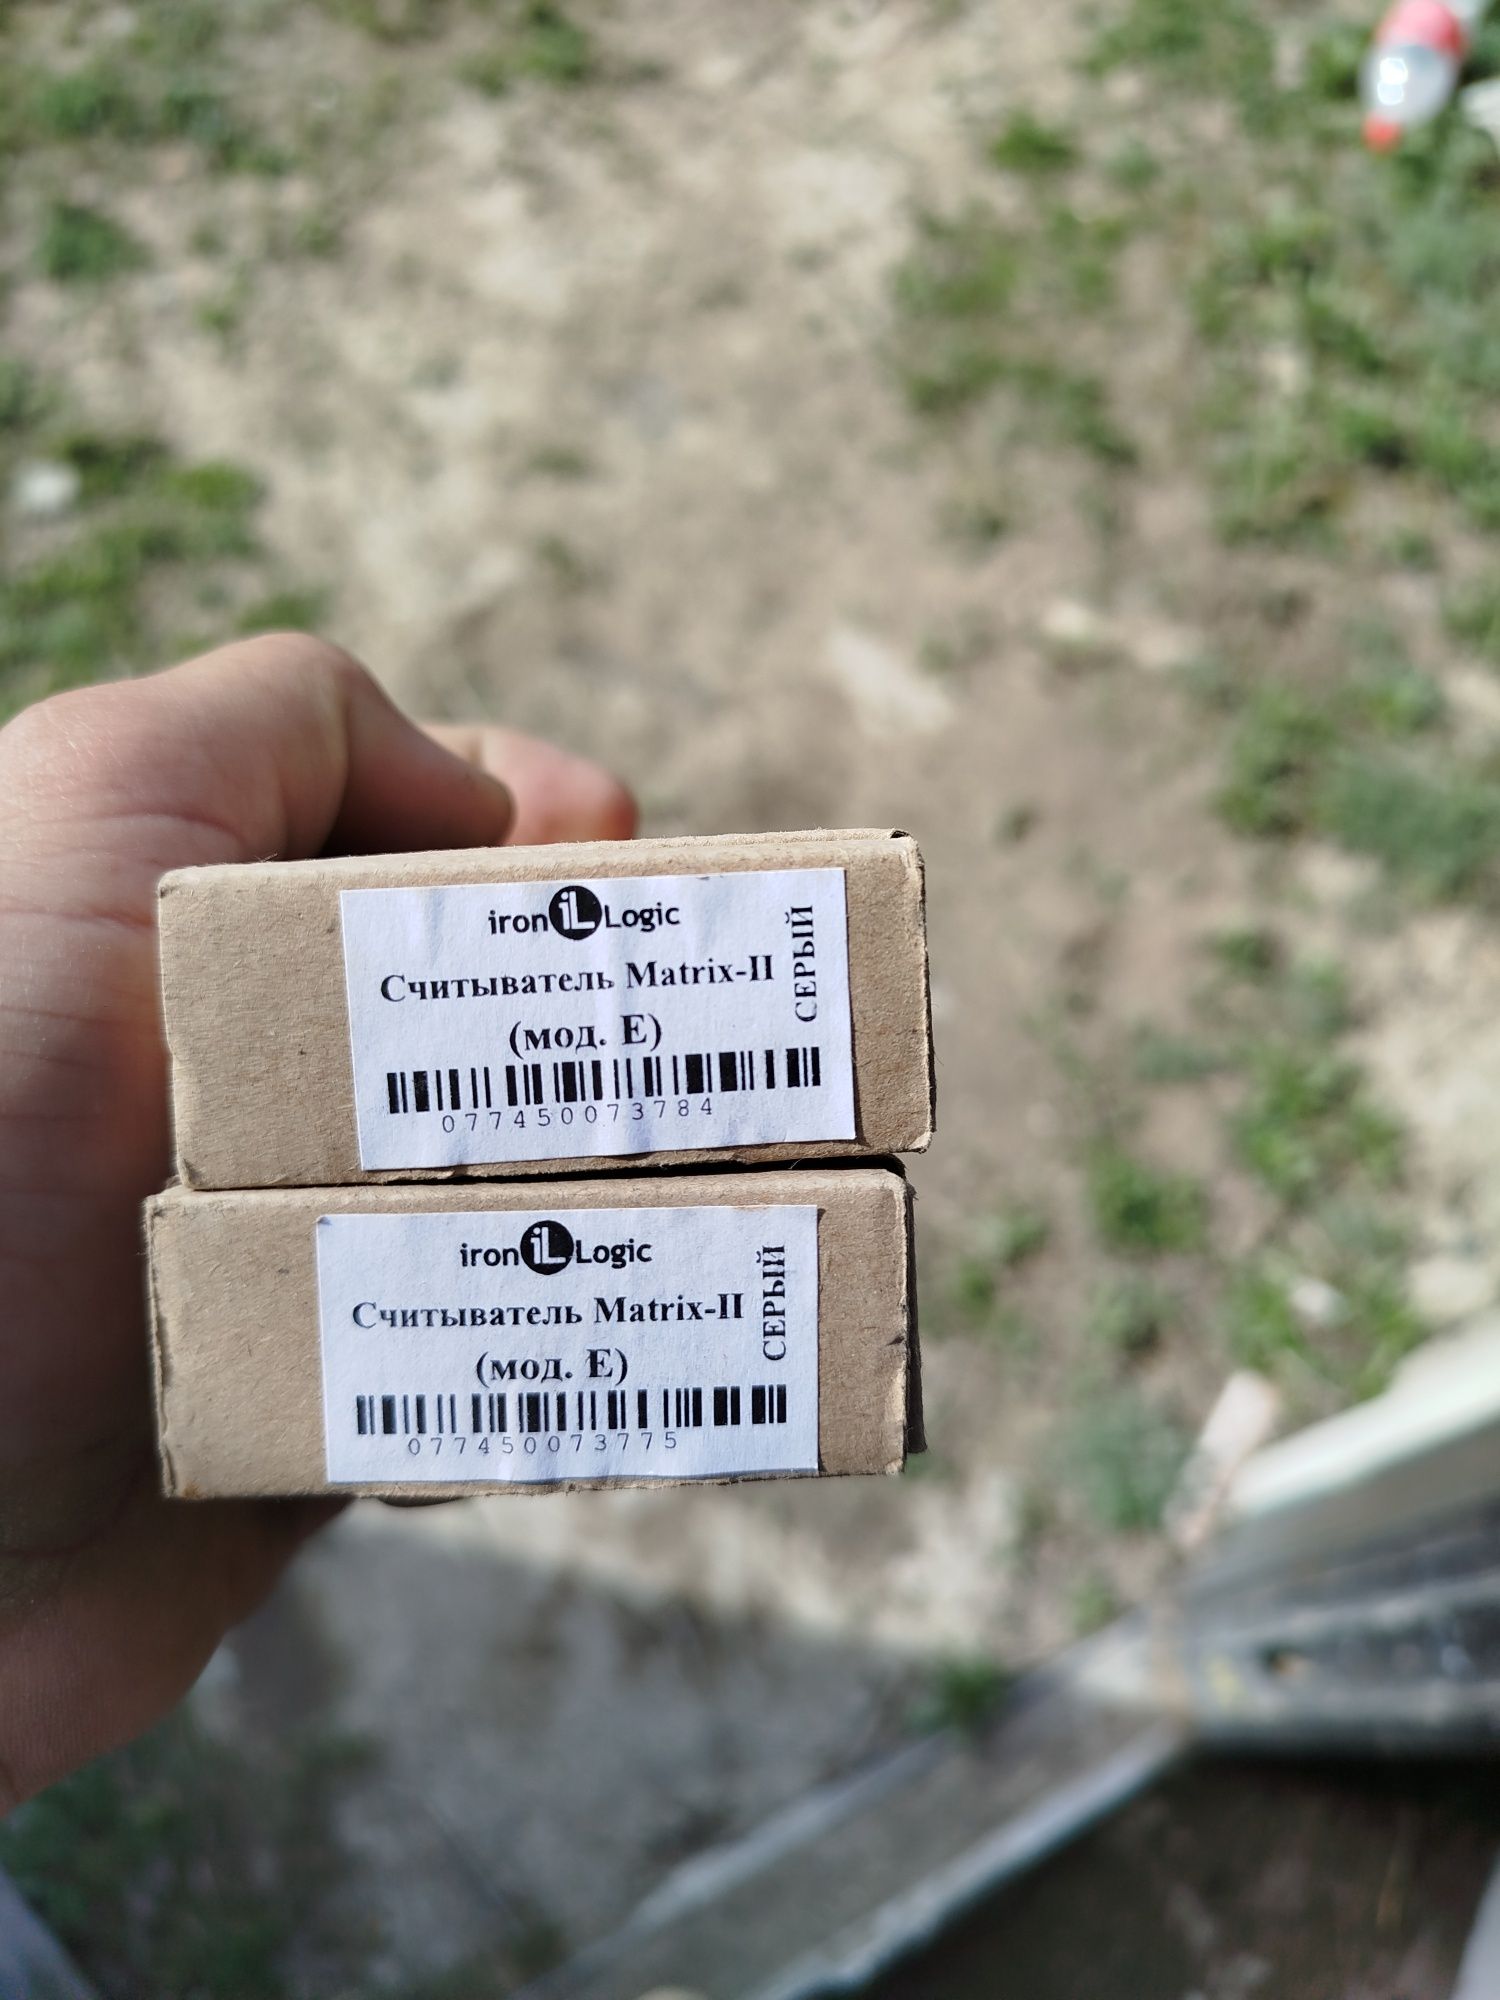 iron iL Logic
Считыватель Matrix-II
(мод. E)
СЕРЫЙ
077450073784
iron iL Logic
Считыватель Matrix-II
(мод. E)
СЕРЫЙ
077450073775